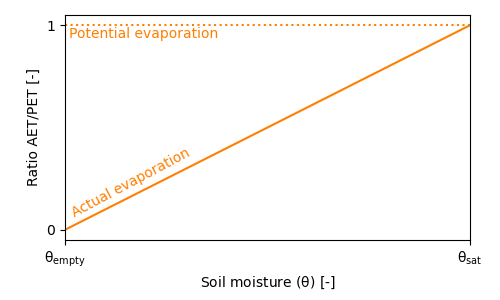 1
Potential evaporation
Ratio AET/PET [-]
Actual evaporation
0
θempty
θsat
Soil moisture (θ) [-]